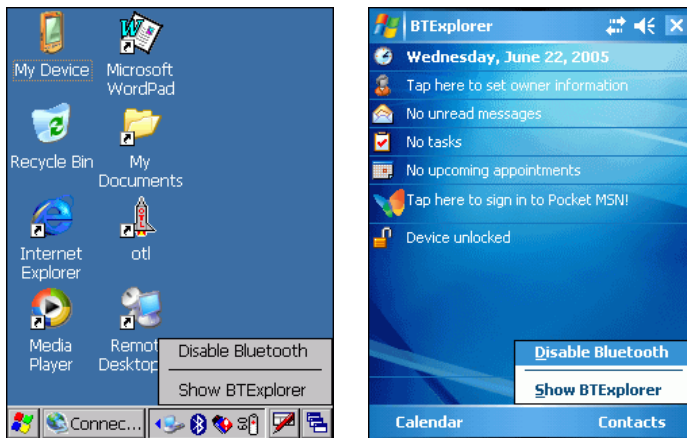 My Device
Microsoft
WordPad
Recycle Bin
My
Documents
Internet
Explorer
otl
Media
Player
Remot
Desktop
Disable Bluetooth
Show BTExplorer
Connec...
BTExplorer
Wednesday, June 22, 2005
Tap here to set owner information
No unread messages
No tasks
No upcoming appointments
Tap here to sign in to Pocket MSN!
Device unlocked
Disable Bluetooth
Show BTExplorer
Calendar
Contacts